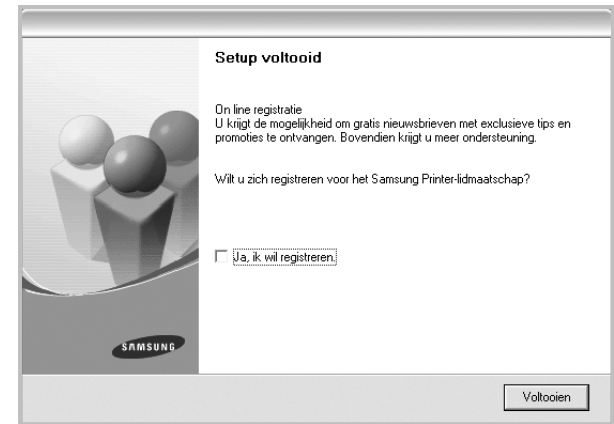 Setup voltooid
On line registratie
U krijgt de mogelijkheid om gratis nieuwsbrieven met exclusieve tips en
promoties te ontvangen. Bovendien krijgt u meer ondersteuning.
Wilt u zich registreren voor het Samsung Printer-lidmaatschap?
Ja, ik wil registreren.
SAMSUNG
Voltooien